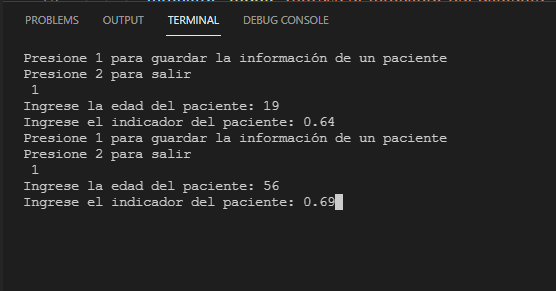 PROBLEMS OUTPUT TERMINAL DEBUG CONSOLE
Presione 1 para guardar la información de un paciente
Presione 2 para salir
1
Ingrese la edad del paciente: 19
Ingrese el indicador del paciente: 0.64
Presione 1 para guardar la información de un paciente
Presione 2 para salir
1
Ingrese la edad del paciente: 56
Ingrese el indicador del paciente: 0.69